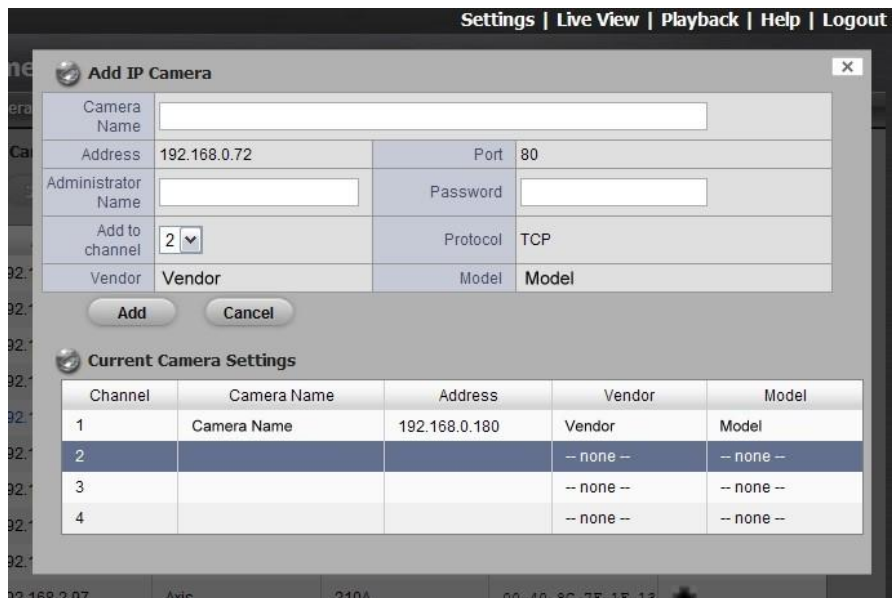 Settings | Live View | Playback | Help | Logout
Add IP Camera
Camera Name
Address 192.168.0.72 Port 80
Administrator Name Password
Add to channel 2 Protocol TCP
Vendor Vendor Model Model
Add Cancel
Current Camera Settings
Channel Camera Name Address Vendor Model
1 Camera Name 192.168.0.180 Vendor Model
2 -- none -- -- none --
3 -- none -- -- none --
4 -- none -- -- none --